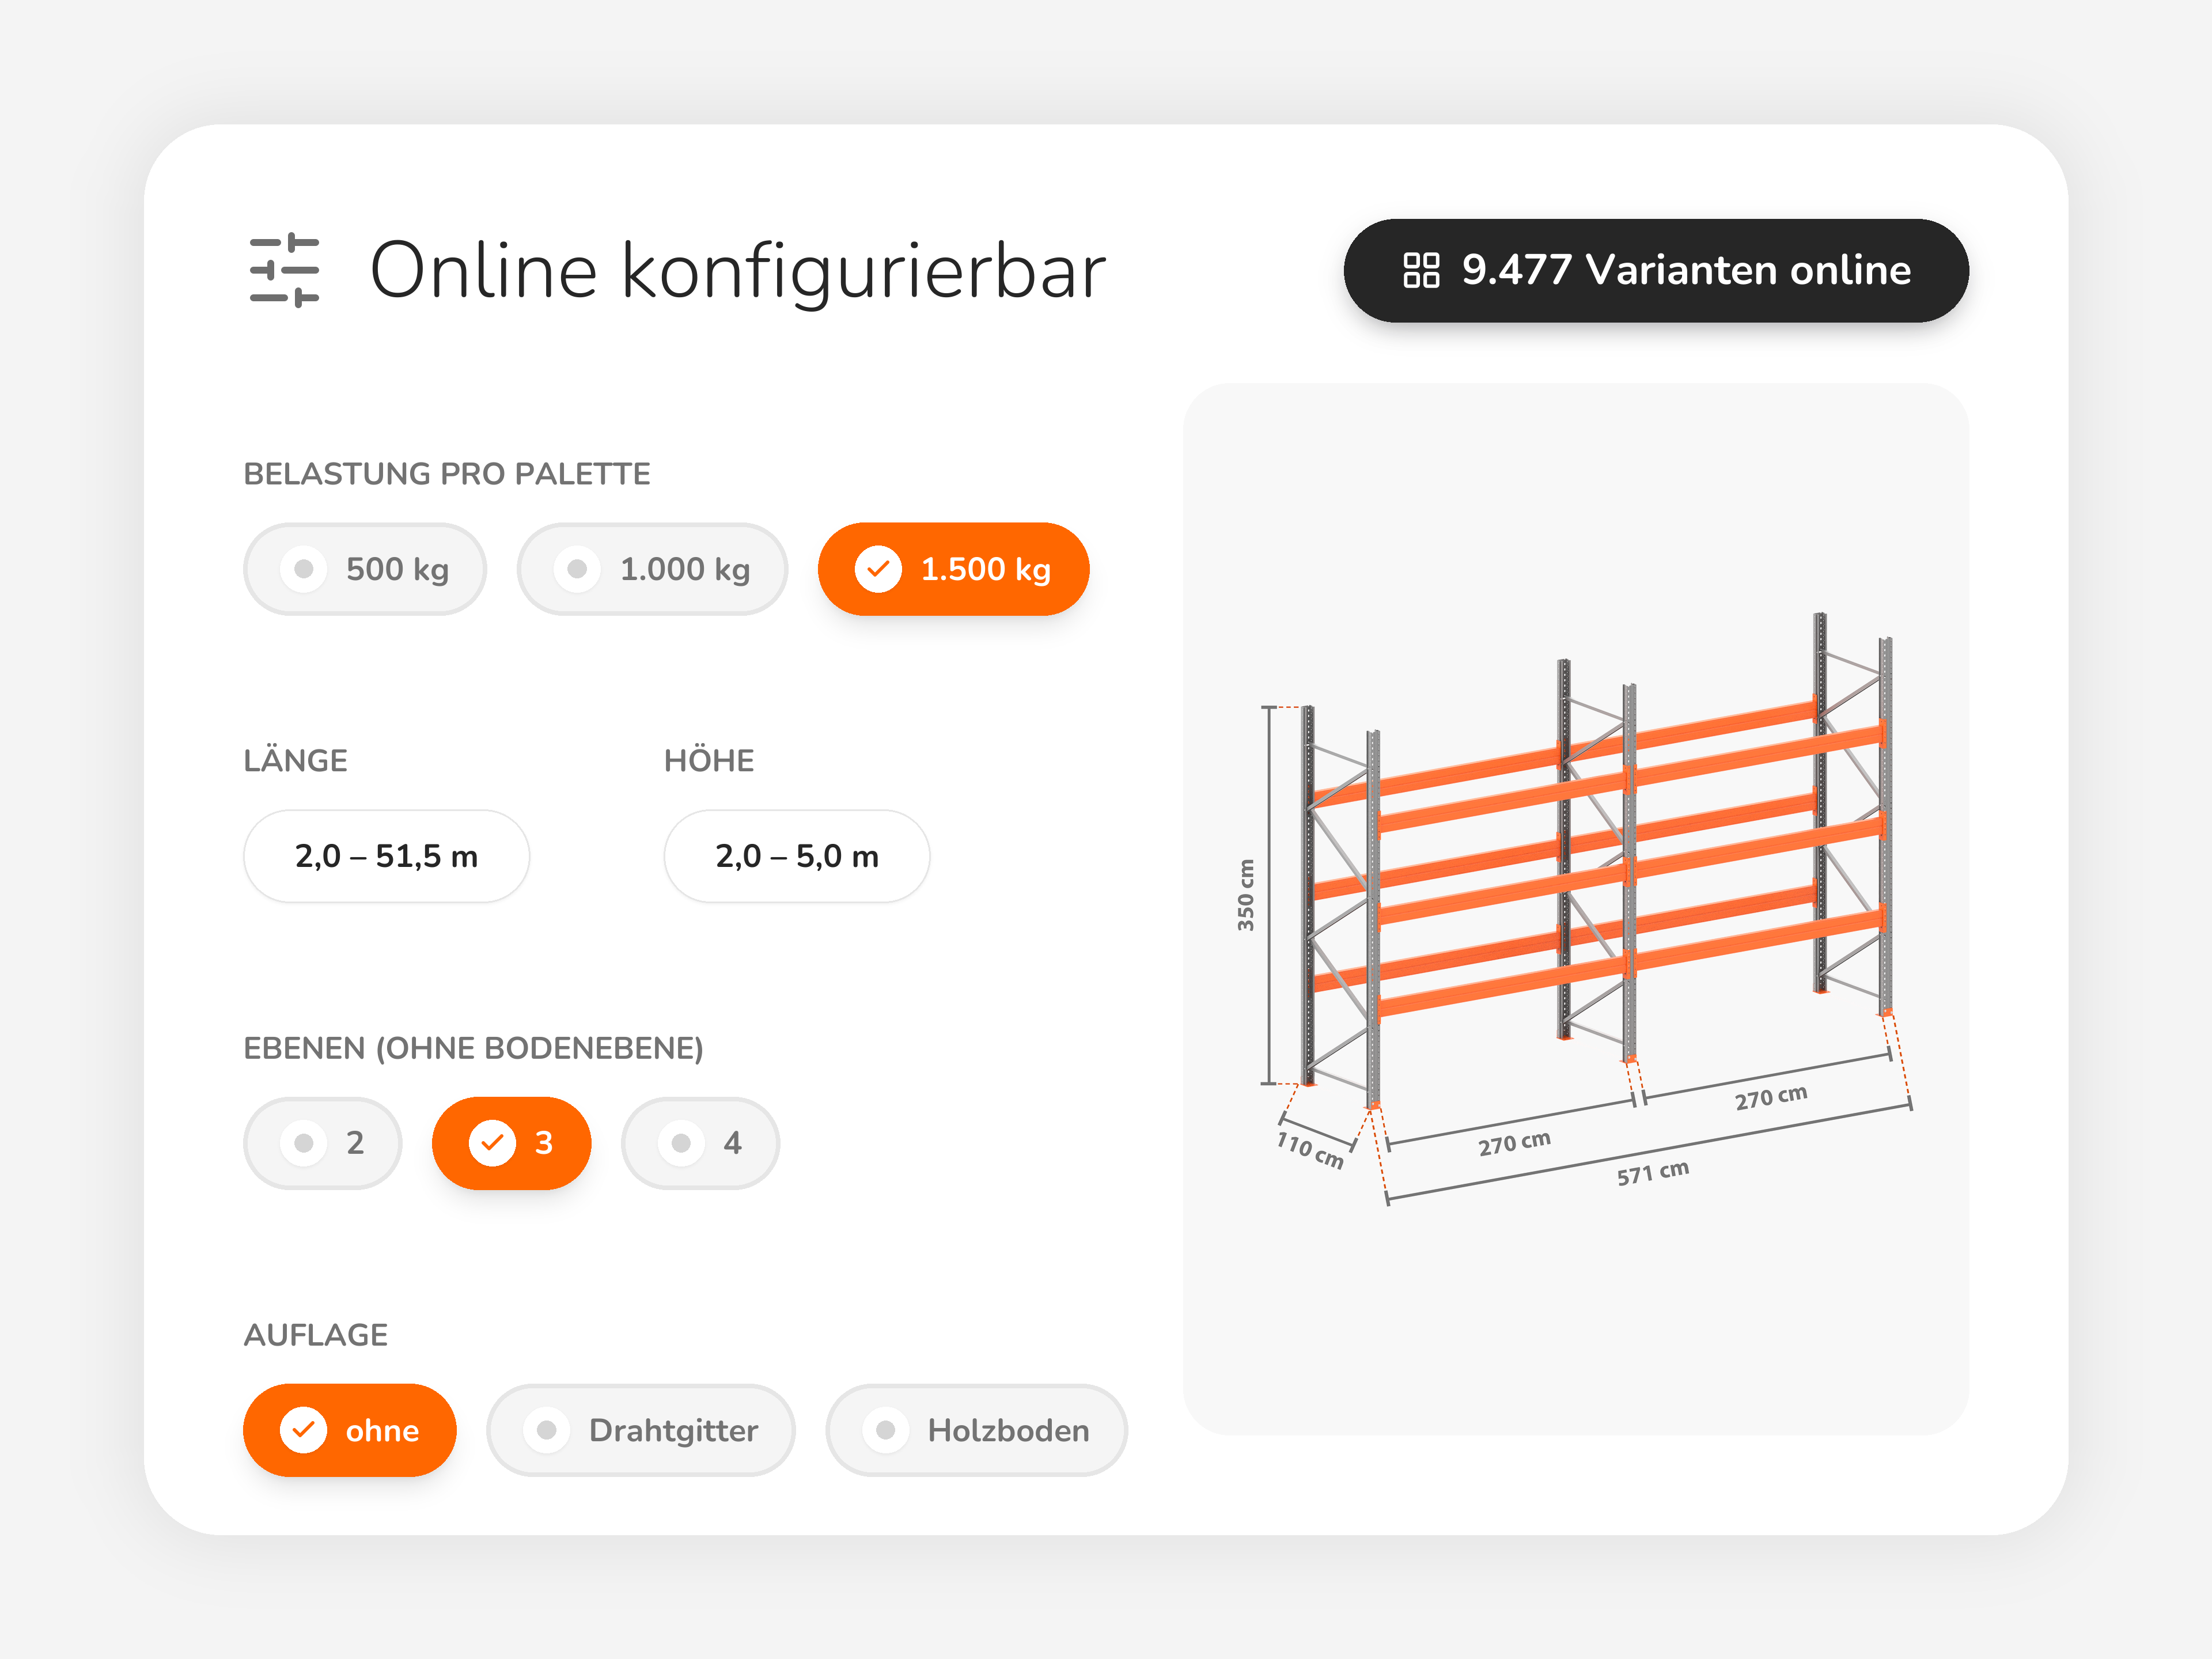 Online konfigurierbar
9.477 Varianten online
BELASTUNG PRO PALETTE
500 kg
1.000 kg
1.500 kg
LÄNGE
HÖHE
2,0 – 51,5 m
2,0 – 5,0 m
EBENEN (OHNE BODENEBENE)
2
3
4
AUFLAGE
ohne
Drahtgitter
Holzboden
350 cm
110 cm
270 cm
270 cm
571 cm